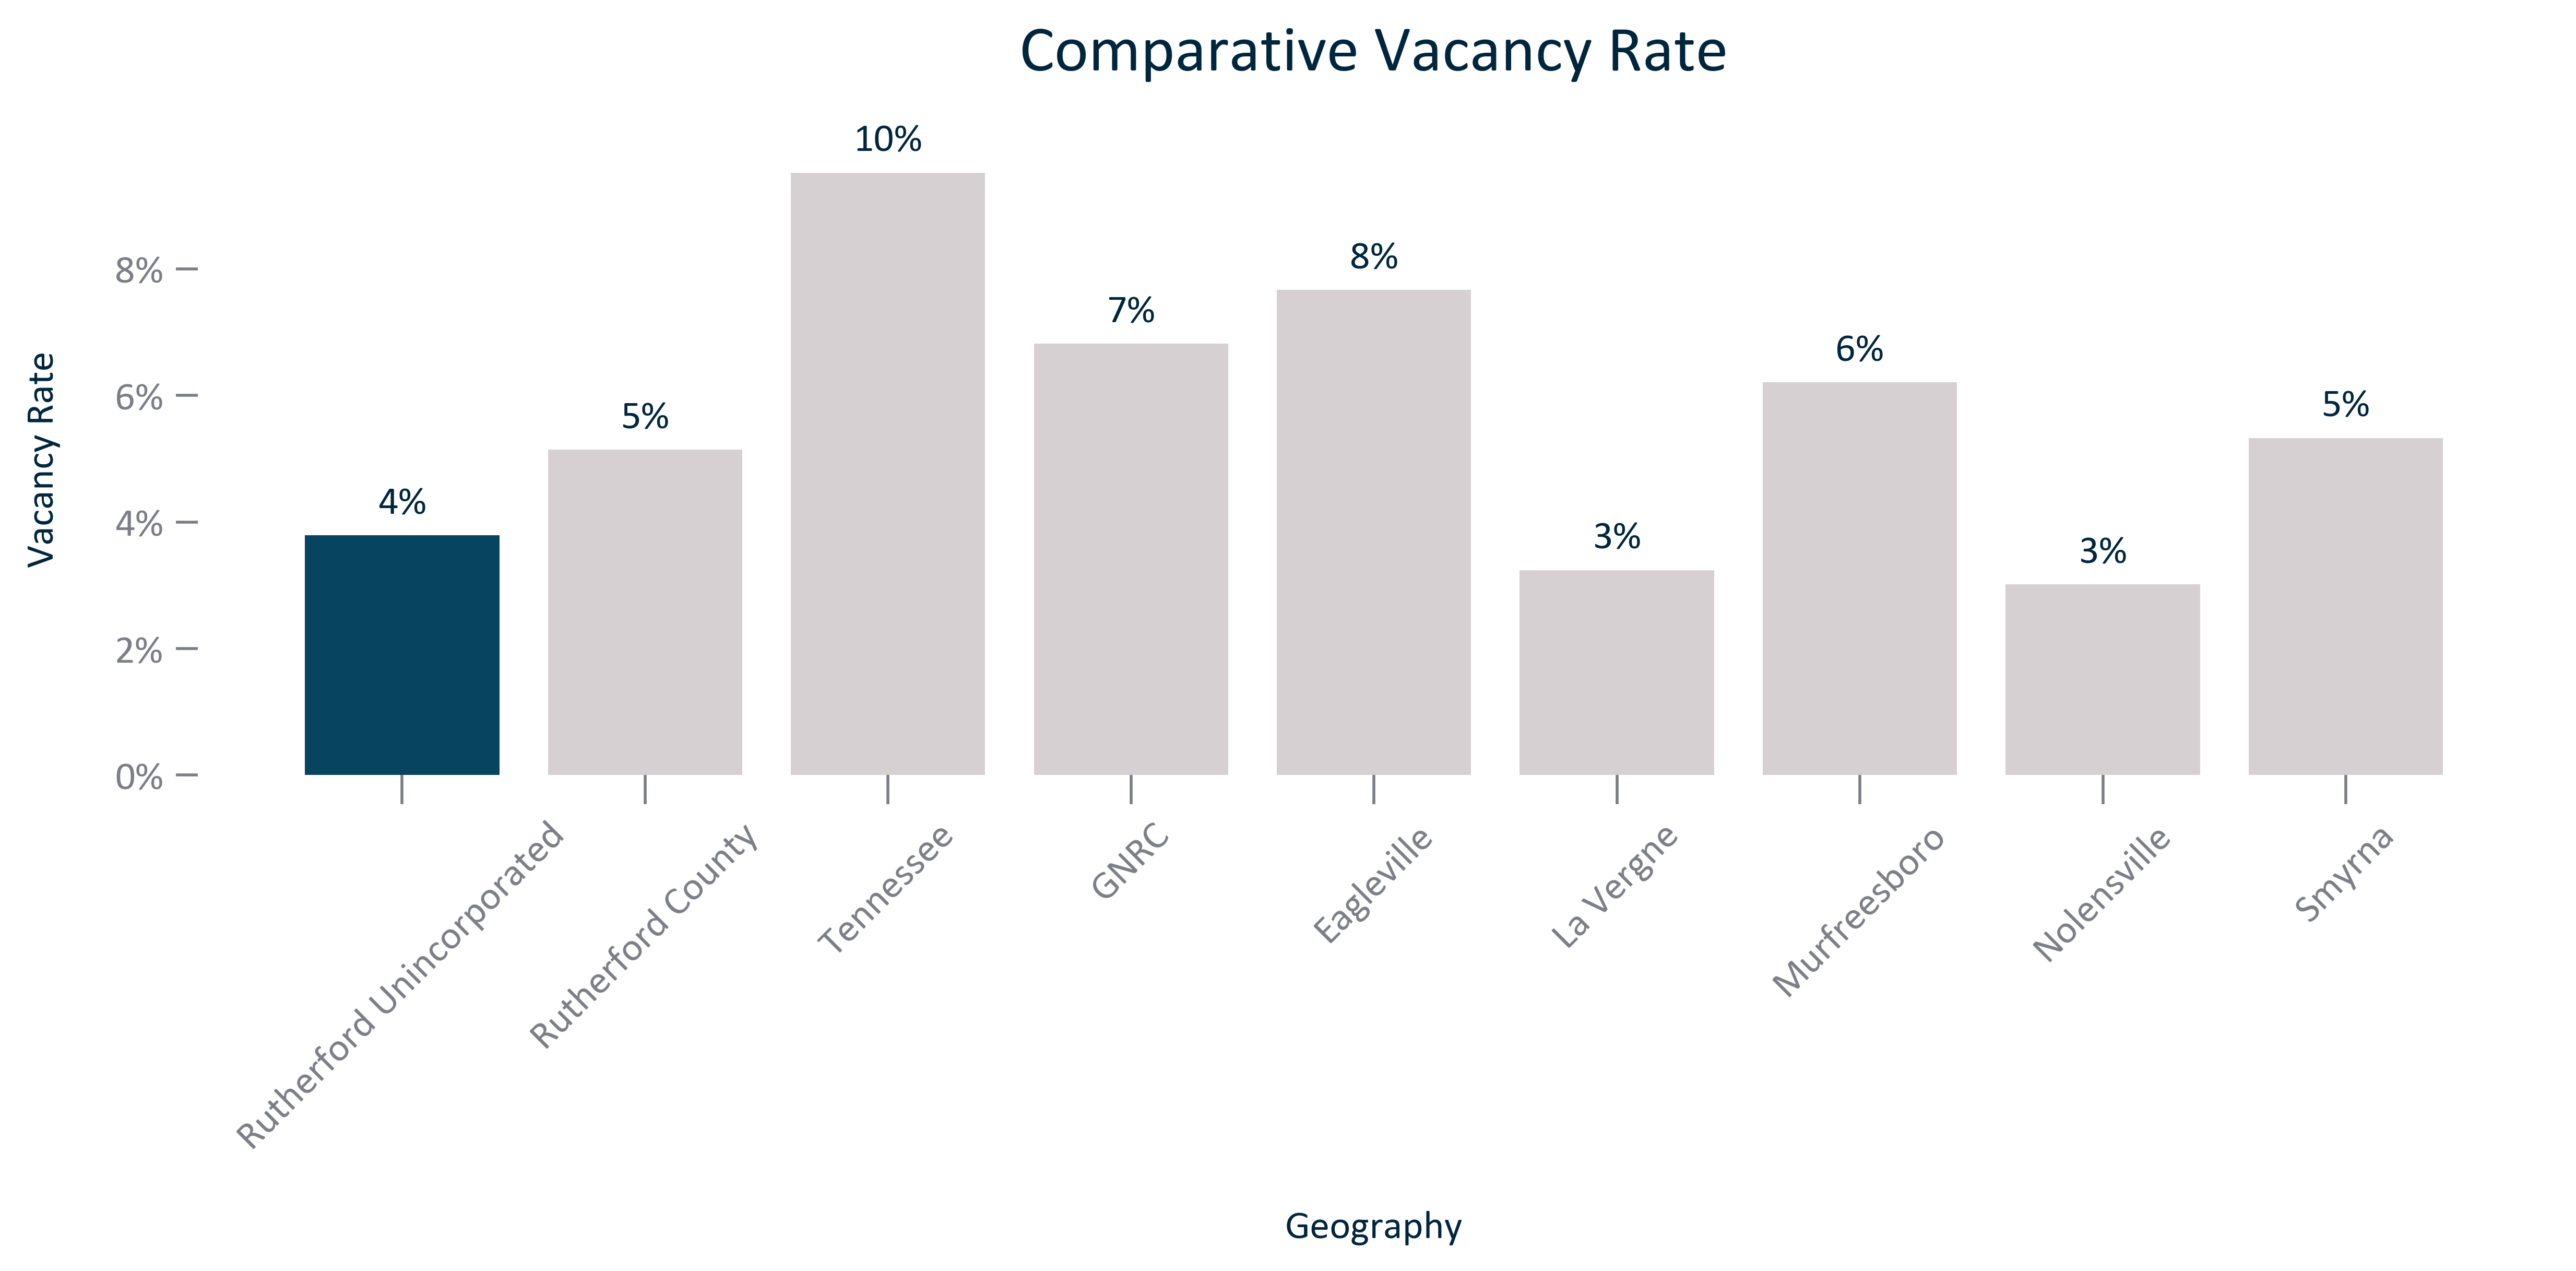 Comparative Vacancy Rate
Vacancy Rate
8%
6%
4%
2%
0%
4%
5%
10%
7%
8%
3%
6%
3%
5%
Rutherford Unincorporated
Rutherford County
Tennessee
GNRC
Eagleville
La Vergne
Murfreesboro
Nolensville
Smyrna
Geography